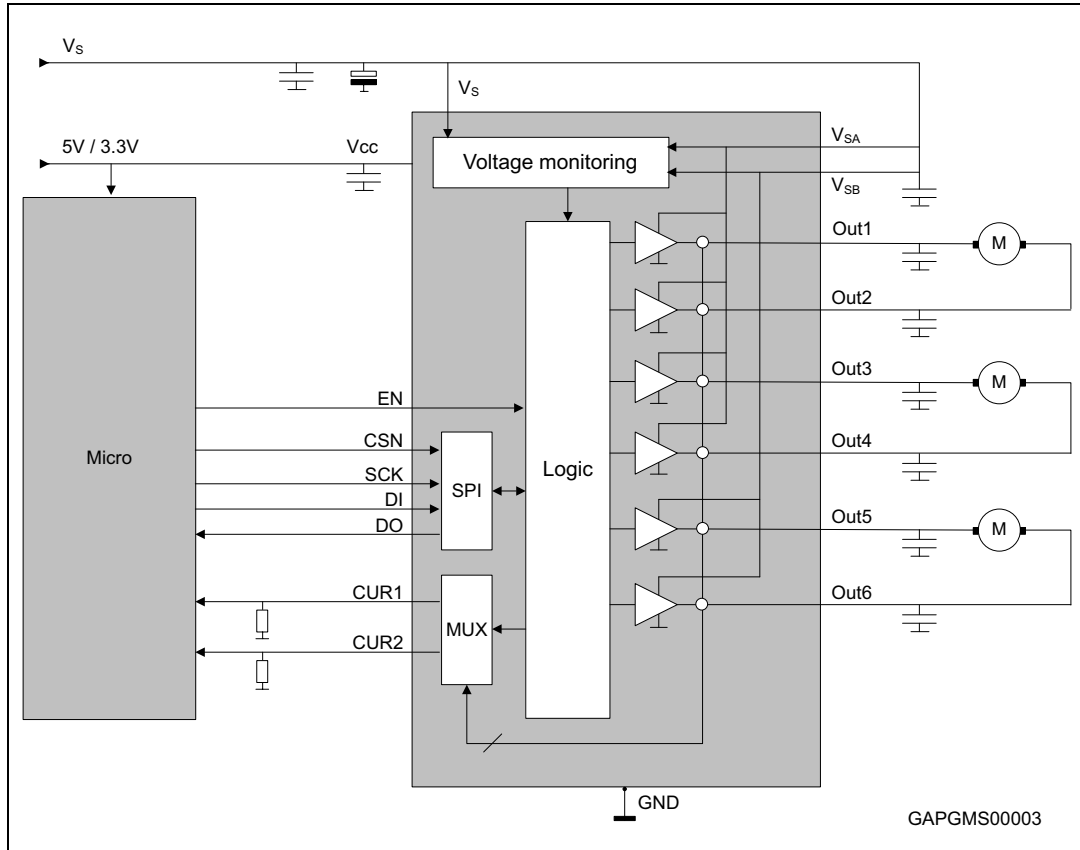 VS
VS
5V / 3.3V
Vcc
VSA
VSB
Voltage monitoring
Out1
M
Out2
Out3
M
Out4
EN
CSN
SCK
DI
DO
Micro
SPI
Logic
Out5
M
Out6
CUR1
CUR2
MUX
GND
GAPGMS00003